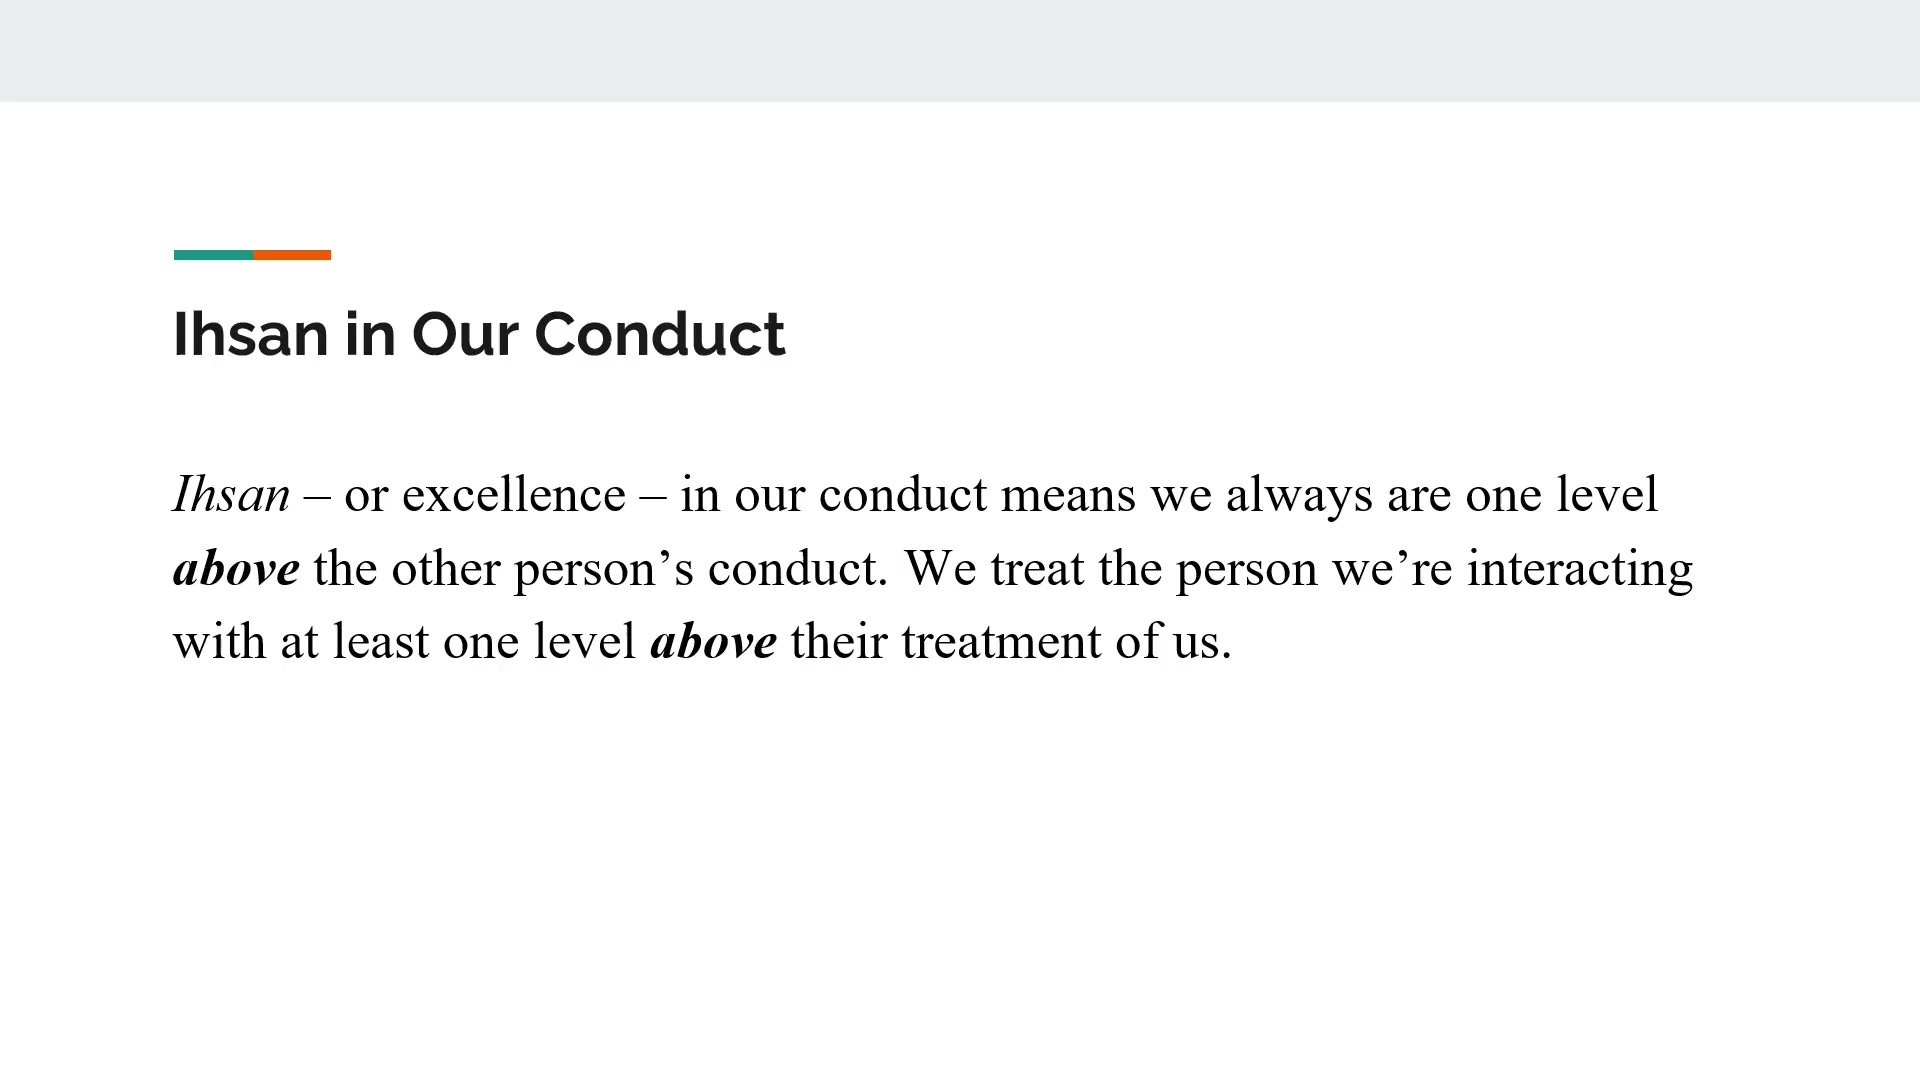 Ihsan in Our Conduct
Ihsan – or excellence – in our conduct means we always are one level
above the other person’s conduct. We treat the person we’re interacting
with at least one level above their treatment of us.